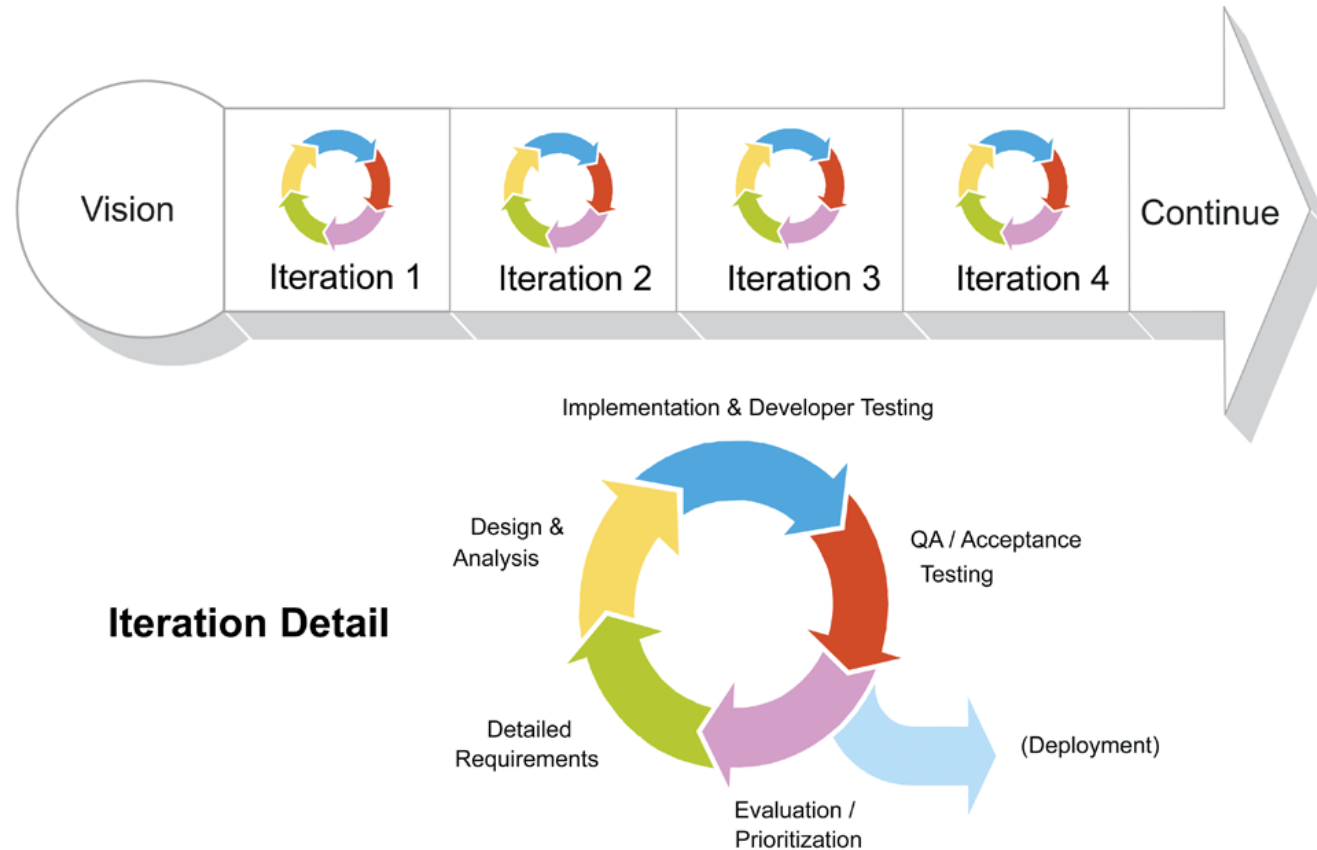 Vision
Iteration 1
Iteration 2
Iteration 3
Iteration 4
Continue
Implementation & Developer Testing
Design &
Analysis
QA / Acceptance
Testing
Iteration Detail
Detailed
Requirements
(Deployment)
Evaluation /
Prioritization